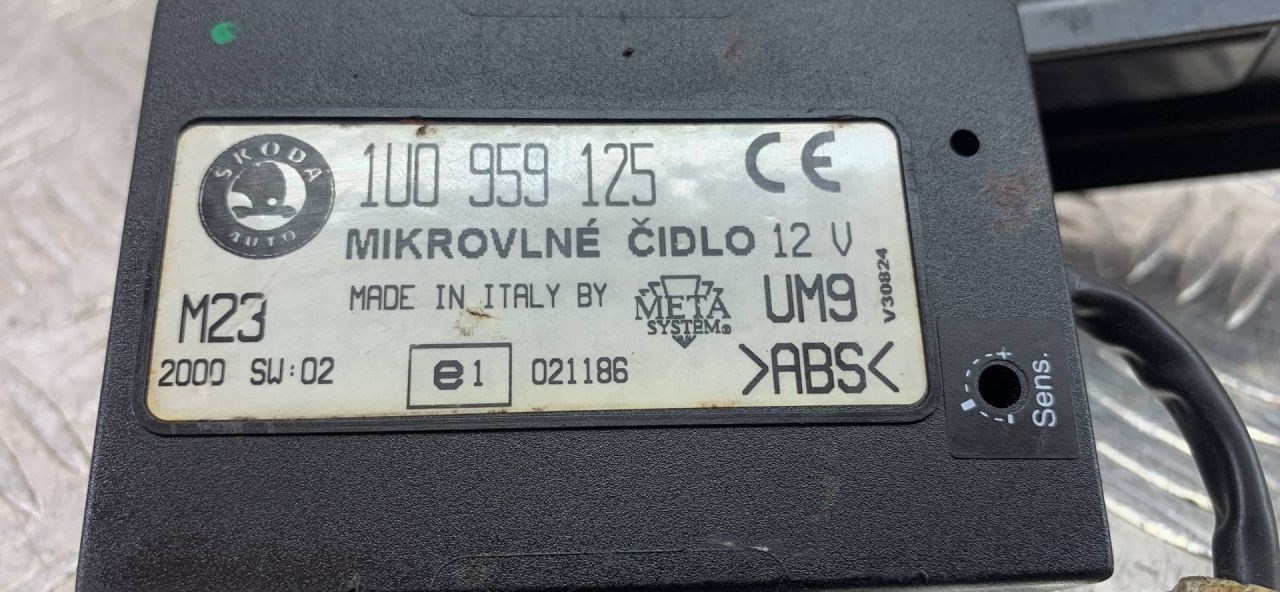 SKODA
AUTO
1U0 959 125
CE
MIKROVLNÉ ČIDLO 12 V
MADE IN ITALY BY
META
SYSTEM®
UM9
V30824
M23
2000 SW:02
e1
021186
>ABS<
+
-
Sens.